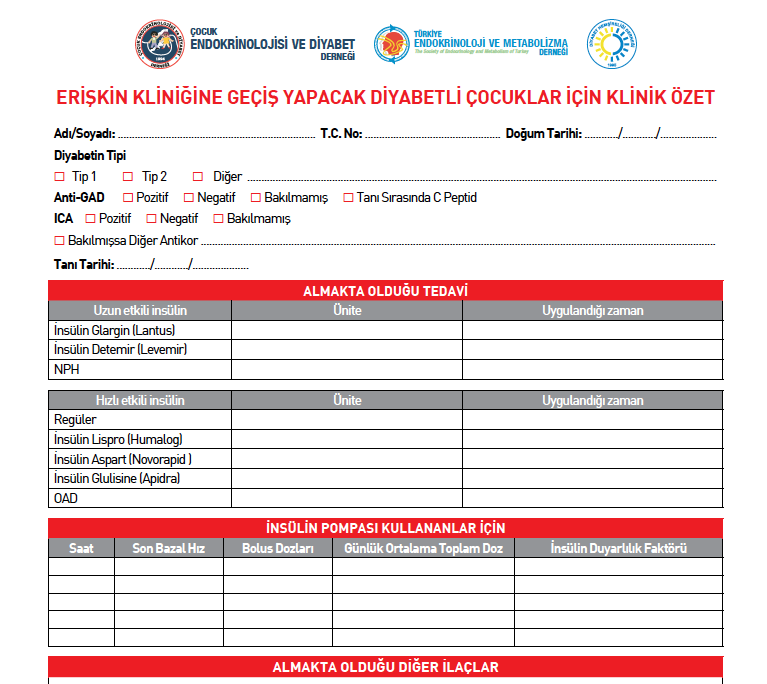 ÇOCUK
ENDOKRİNOLOJİSİ VE DİYABET
DERNEĞİ
TÜRKİYE
ENDOKRİNOLOJİ VE METABOLİZMA
The Society of Endocrinology and Metabolism of Turkey
DERNEĞİ
ERİŞKİN KLİNİĞİNE GEÇİŞ YAPACAK DİYABETLİ ÇOCUKLAR İÇİN KLİNİK ÖZET
Adı/Soyadı: ........................ T.C. No: ........................ Doğum Tarihi: ............/............/....................
Diyabetin Tipi
☐ Tip 1 ☐ Tip 2 ☐ Diğer ........................
Anti-GAD ☐ Pozitif ☐ Negatif ☐ Bakılmamış ☐ Tanı Sırasında C Peptid
ICA ☐ Pozitif ☐ Negatif ☐ Bakılmamış
☐ Bakılmışsa Diğer Antikor ........................
Tanı Tarihi: ............/............/....................
ALMAKTA OLDUĞU TEDAVİ
Uzun etkili insülin Ünite Uygulandığı zaman
İnsülin Glargin (Lantus)
İnsülin Detemir (Levemir)
NPH
Hızlı etkili insülin Ünite Uygulandığı zaman
Regüler
İnsülin Lispro (Humalog)
İnsülin Aspart (Novorapid )
İnsülin Glulisine (Apidra)
OAD
İNSÜLİN POMPASI KULLANANLAR İÇİN
Saat Son Bazal Hız Bolus Dozları Günlük Ortalama Toplam Doz İnsülin Duyarlılık Faktörü
ALMAKTA OLDUĞU DİĞER İLAÇLAR